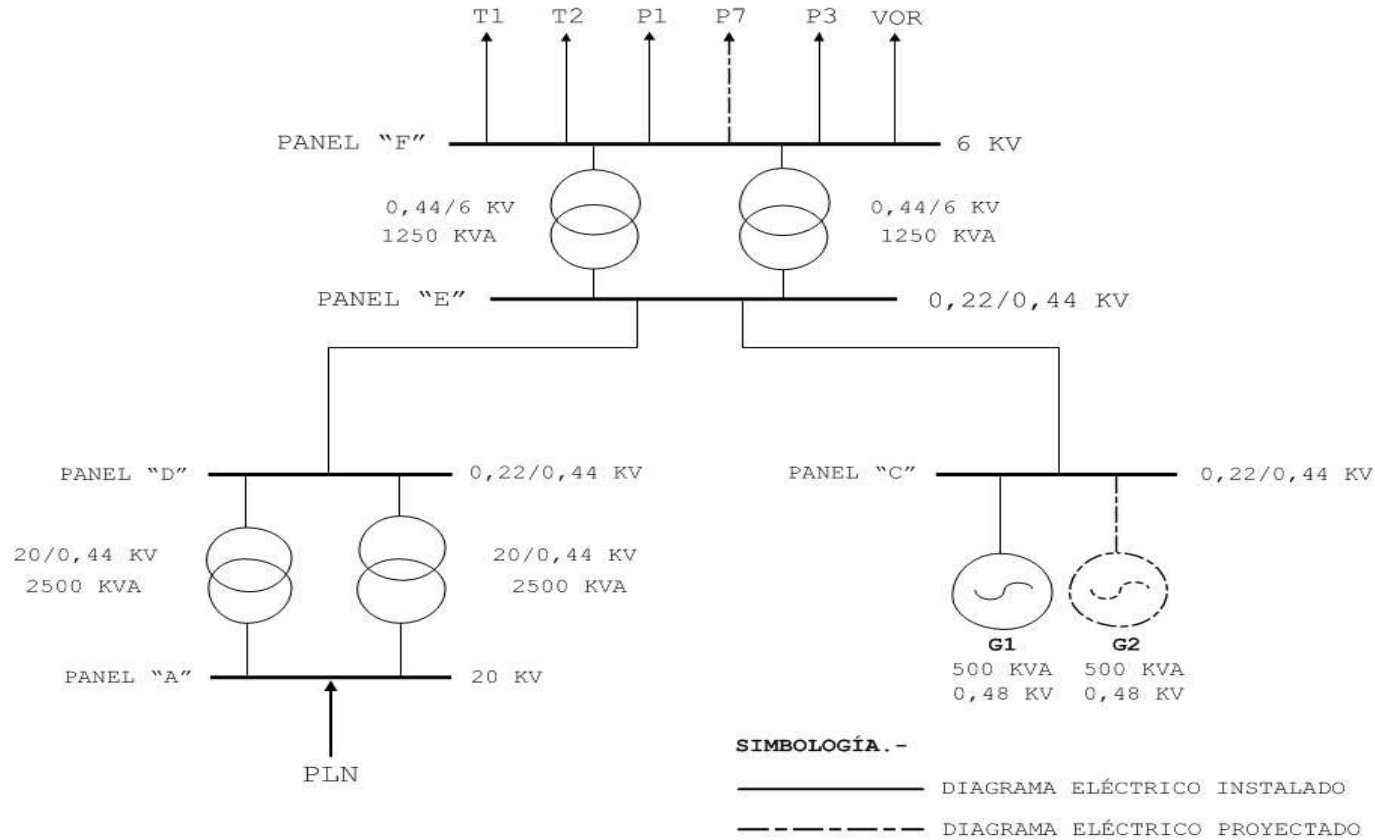 T1 T2 P1 P7 P3 VOR
PANEL “F” 6 KV
0,44/6 KV
1250 KVA
0,44/6 KV
1250 KVA
PANEL “E” 0,22/0,44 KV
PANEL “D” 0,22/0,44 KV
PANEL “C” 0,22/0,44 KV
20/0,44 KV
2500 KVA
20/0,44 KV
2500 KVA
G1
500 KVA
0,48 KV
G2
500 KVA
0,48 KV
PANEL “A” 20 KV
PLN
SIMBOLOGÍA.-
DIAGRAMA ELÉCTRICO INSTALADO
DIAGRAMA ELÉCTRICO PROYECTADO